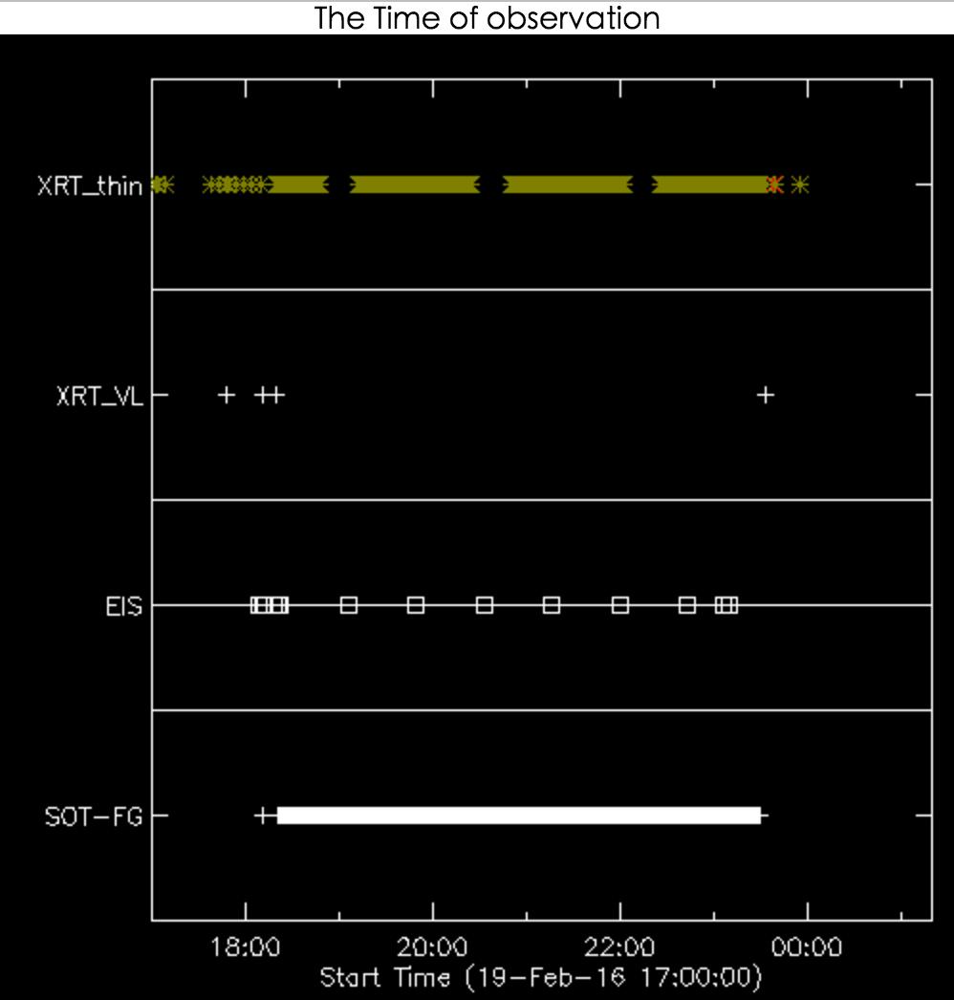 The Time of observation
XRT_thin
XRT_VL
EIS
SOT-FG
18:00 20:00 22:00 00:00
Start Time (19-Feb-16 17:00:00)